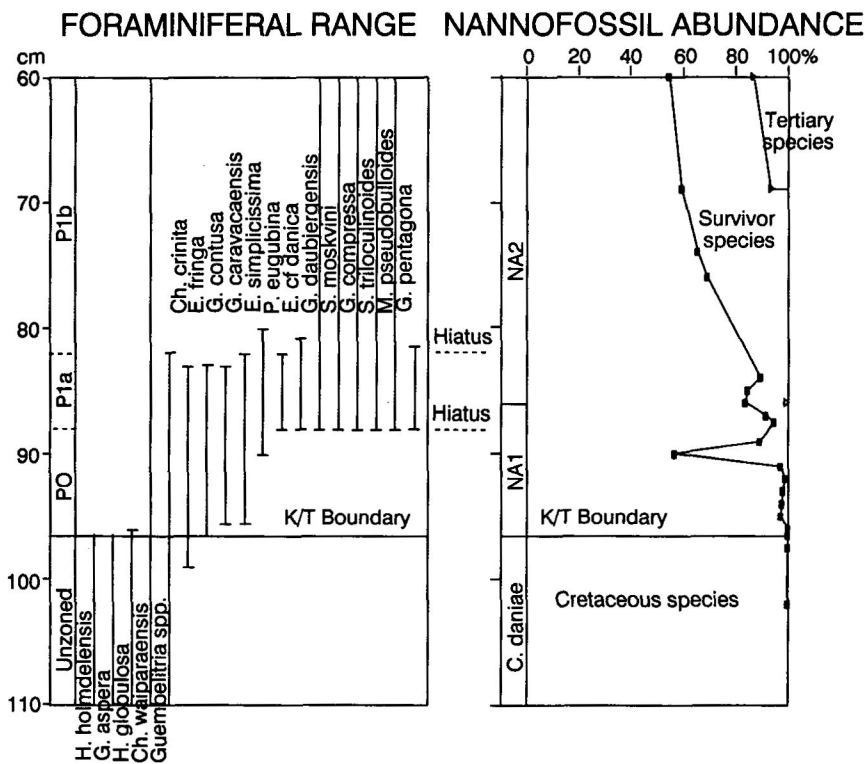 FORAMINIFERAL RANGE
NANNOFOSSIL ABUNDANCE
cm
60
70
80
90
100
110
P1b
P1a
PO
Unzoned
H. holmdelensis
G. aspera
H. globulosa
Ch. waiparaensis
Guembelitria spp.
Ch. crinita
E. fringa
G. contusa
G. caravacaensis
E. simplicissima
P. eugubina
E. cf danica
G. daubjergensis
S. moskvini
G. compressa
S. triloculinoides
M. pseudobulloides
G. pentagona
K/T Boundary
Hiatus
Hiatus
0 20 40 60 80 100%
NA2
NA1
C. daniae
Tertiary
species
Survivor
species
K/T Boundary
Cretaceous species